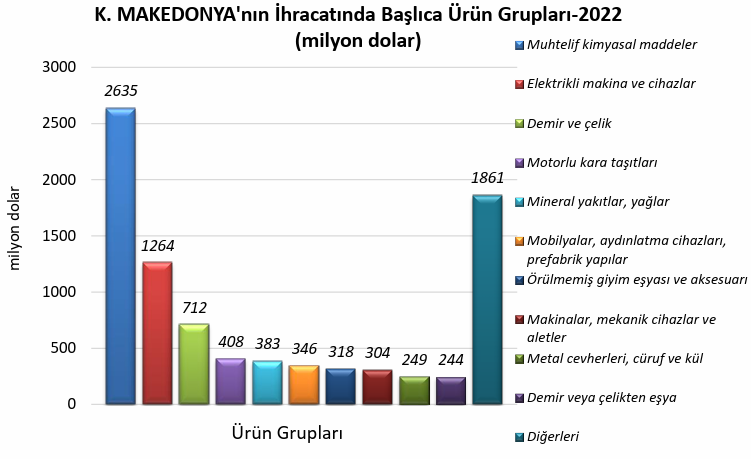 K. MAKEDONYA'nın İhracatında Başlıca Ürün Grupları-2022
(milyon dolar)
3000
2500
2000
1500
1000
500
0
milyon dolar
2635
1264
712
408
383
346
318
304
249
244
1861
Ürün Grupları
Muhtelif kimyasal maddeler
Elektrikli makina ve cihazlar
Demir ve çelik
Motorlu kara taşıtları
Mineral yakıtlar, yağlar
Mobilyalar, aydınlatma cihazları,
prefabrik yapılar
Örülmemiş giyim eşyası ve aksesuarı
Makinalar, mekanik cihazlar ve
aletler
Metal cevherleri, cüruf ve kül
Demir veya çelikten eşya
Diğerleri